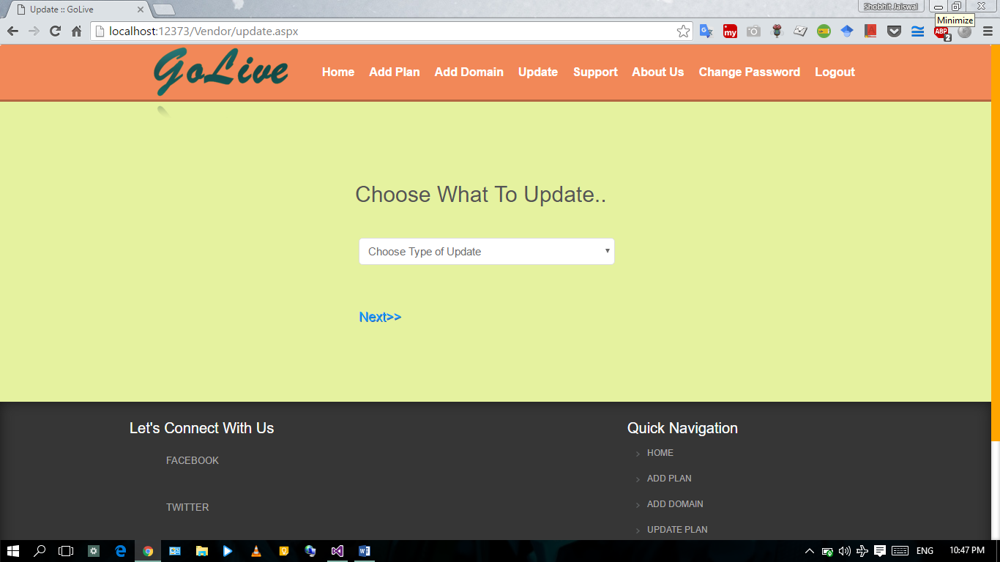 Update :: GoLive
Shobhit Jaiswal
Minimize
localhost:12373/Vendor/update.aspx
my
ABP
2
GoLive
Home Add Plan Add Domain Update Support About Us Change Password Logout
Choose What To Update..
Choose Type of Update
Next>>
Let's Connect With Us
FACEBOOK
TWITTER
Quick Navigation
HOME
ADD PLAN
ADD DOMAIN
UPDATE PLAN
ENG
10:47 PM